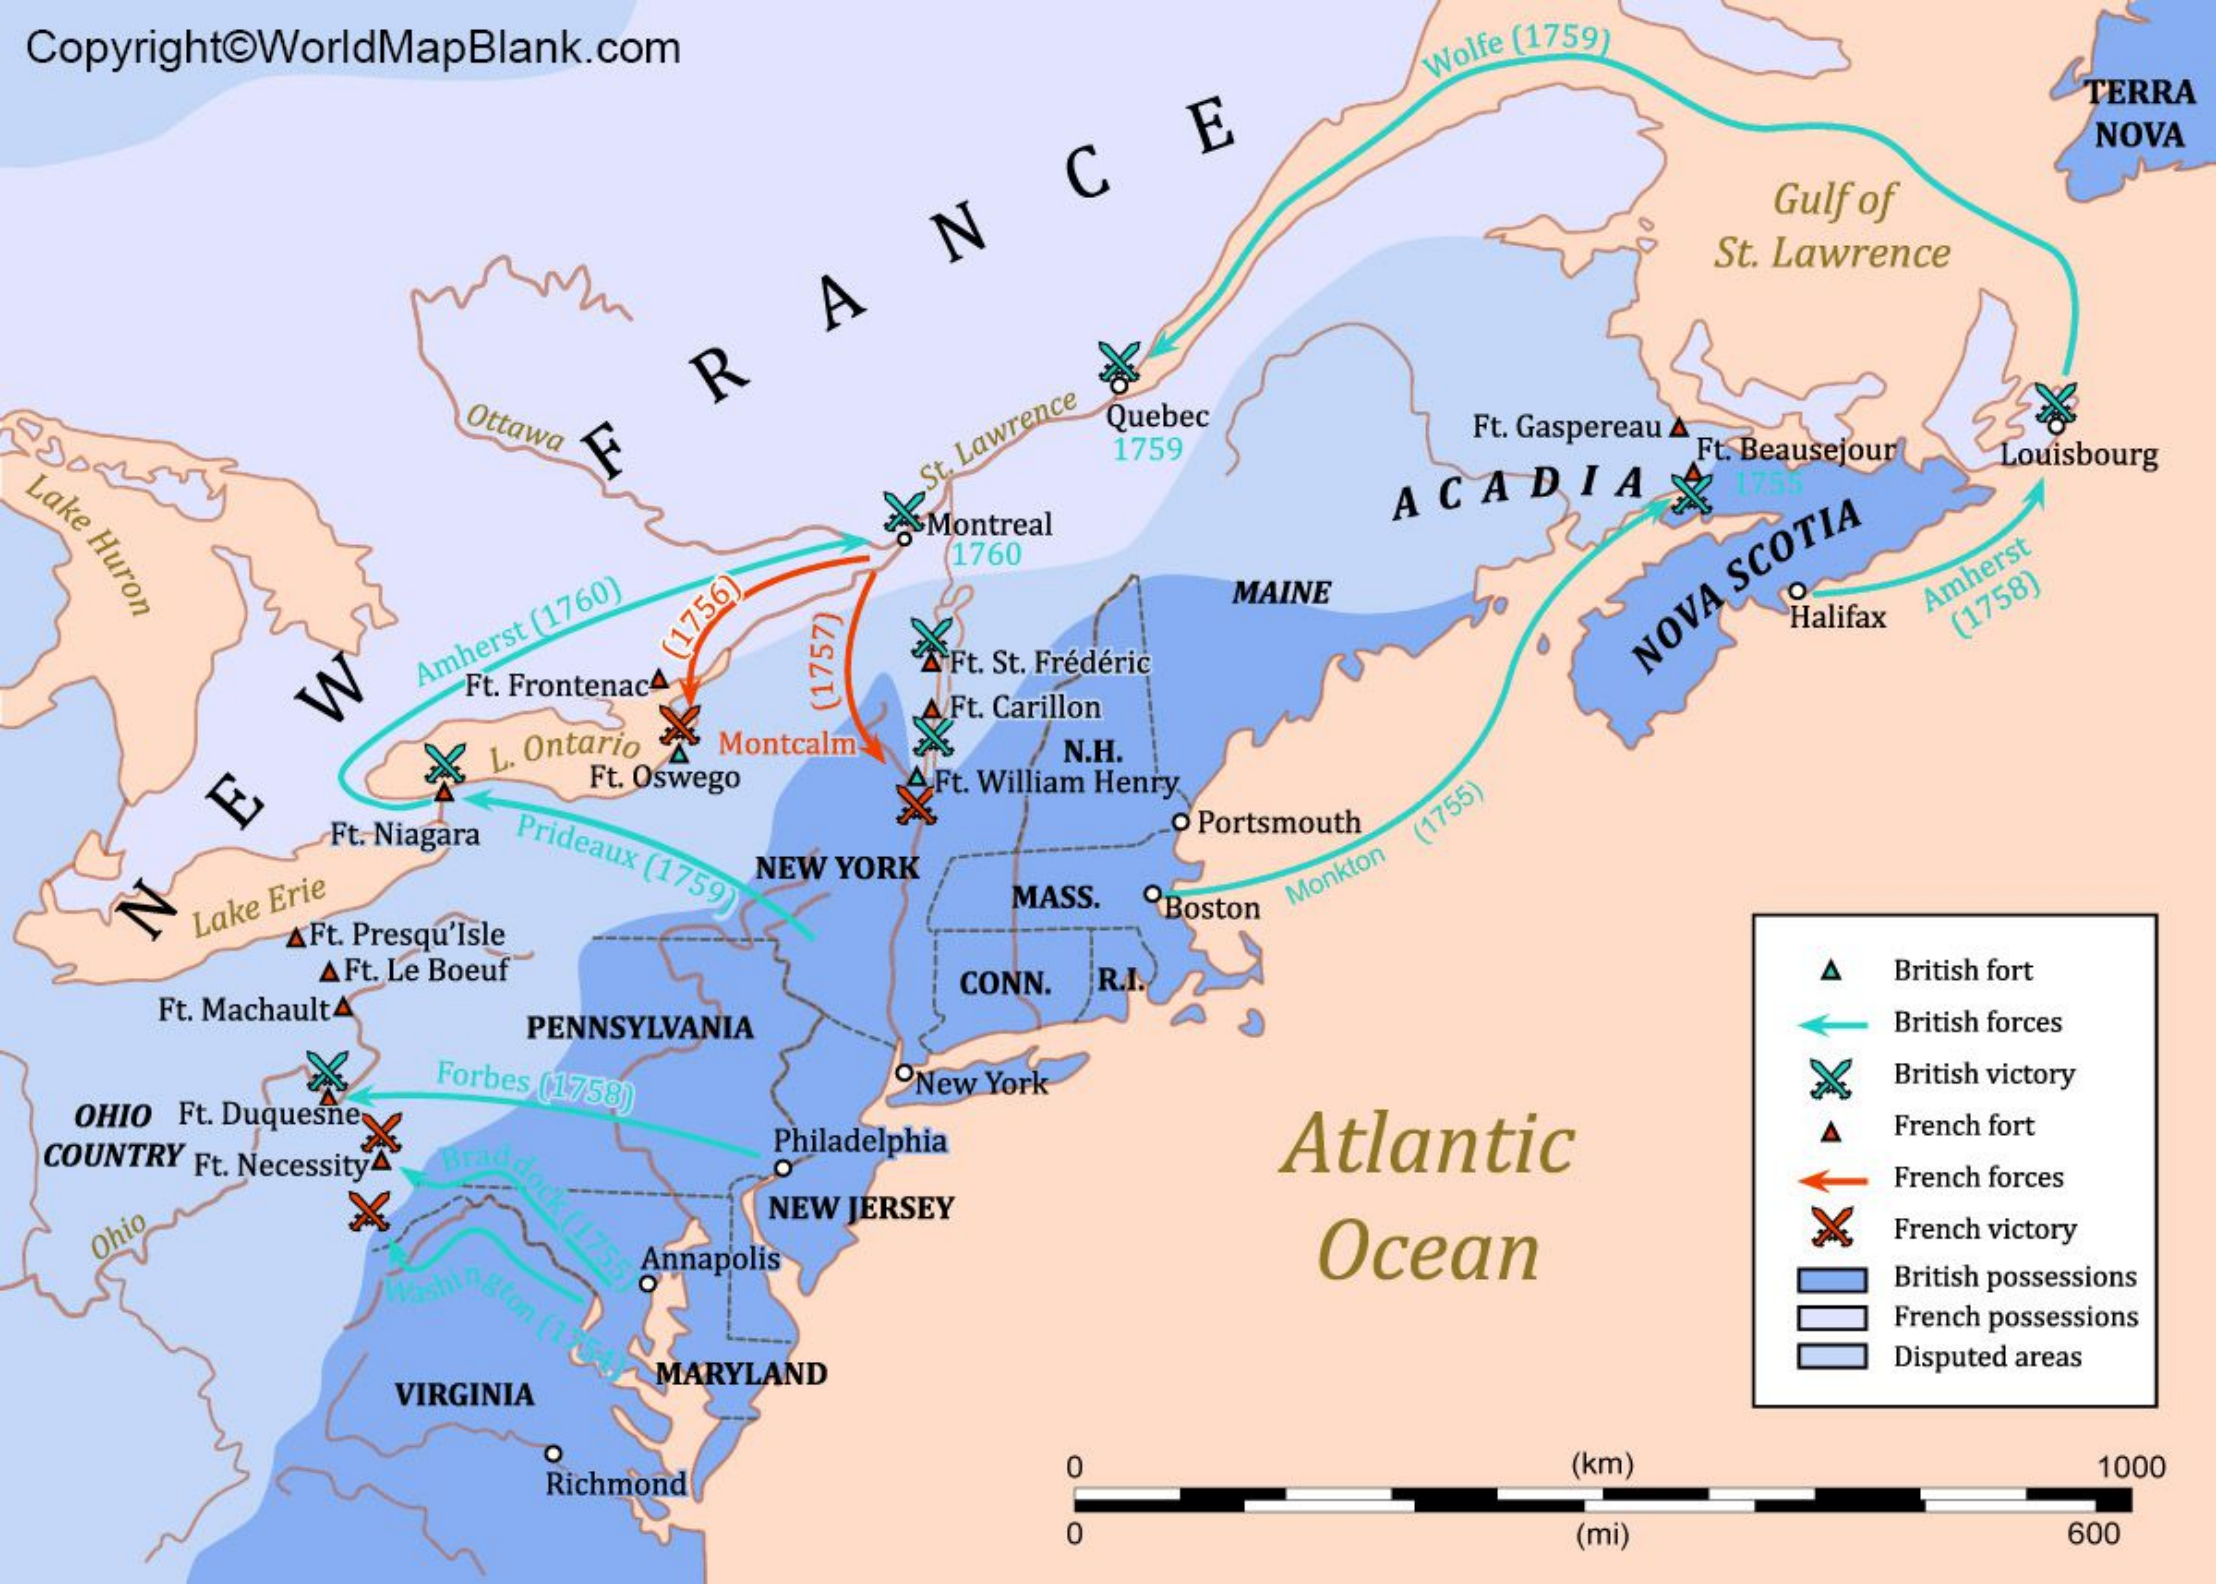 Copyright©WorldMapBlank.com
Wolfe (1759)
TERRA
NOVA
Gulf of
St. Lawrence
NEW FRANCE
Ottawa
St. Lawrence
Quebec
1759
Ft. Gaspereau
Ft. Beausejour
1755
Louisbourg
ACADIA
NOVA SCOTIA
Halifax
Amherst
(1758)
Lake Huron
Montreal
1760
Amherst (1760)
(1756)
(1757)
MAINE
Ft. St. Frédéric
Ft. Frontenac
Ft. Carillon
L. Ontario
Montcalm
N.H.
Ft. Oswego
Ft. William Henry
Ft. Niagara
Prideaux (1759)
Portsmouth
NEW YORK
MASS.
Boston
Monkton (1755)
Lake Erie
Ft. Presqu'Isle
Ft. Le Boeuf
Ft. Machault
CONN.
R.I.
PENNSYLVANIA
Forbes (1758)
New York
OHIO
COUNTRY
Ft. Duquesne
Ft. Necessity
Braddock (1755)
Philadelphia
NEW JERSEY
Ohio
Annapolis
Washington (1754)
MARYLAND
VIRGINIA
Richmond
Atlantic
Ocean
British fort
British forces
British victory
French fort
French forces
French victory
British possessions
French possessions
Disputed areas
0 (km) 1000
0 (mi) 600